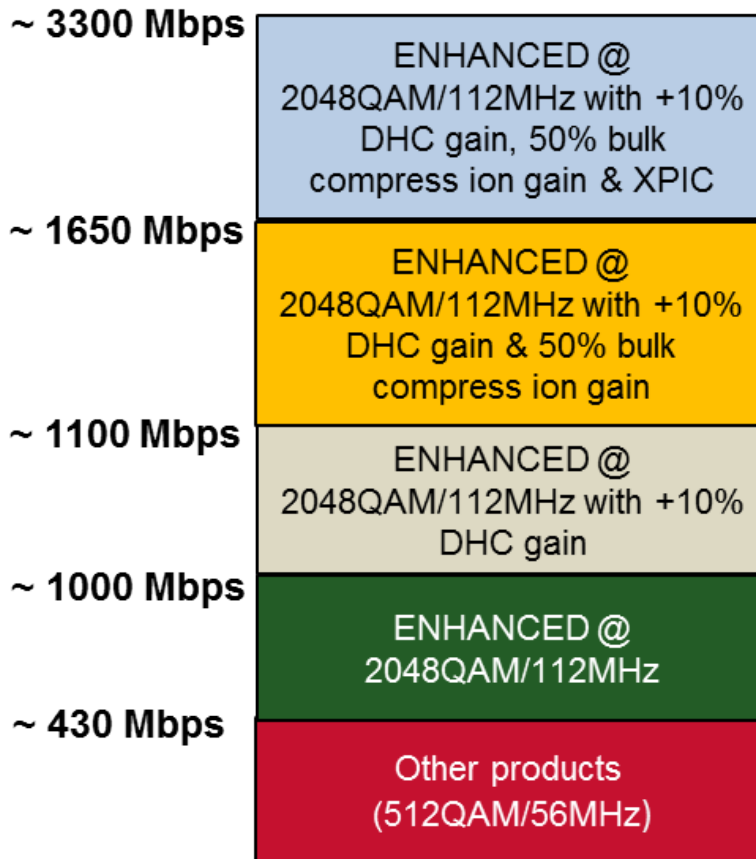 ~ 3300 Mbps
ENHANCED @
2048QAM/112MHz with +10%
DHC gain, 50% bulk
compress ion gain & XPIC
~ 1650 Mbps
ENHANCED @
2048QAM/112MHz with +10%
DHC gain & 50% bulk
compress ion gain
~ 1100 Mbps
ENHANCED @
2048QAM/112MHz with +10%
DHC gain
~ 1000 Mbps
ENHANCED @
2048QAM/112MHz
~ 430 Mbps
Other products
(512QAM/56MHz)